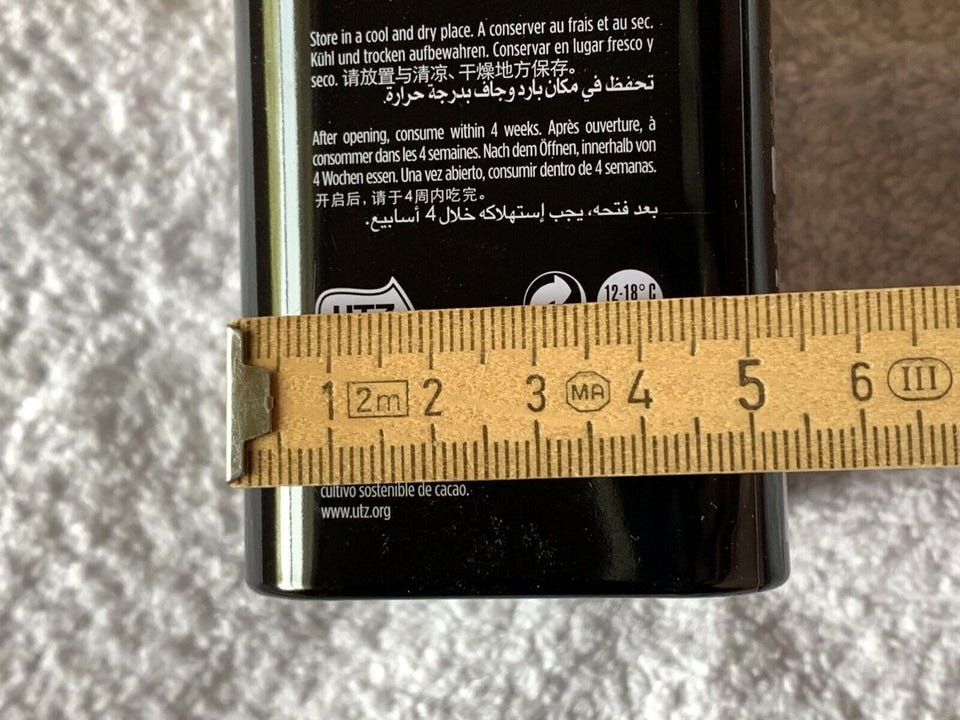 Store in a cool and dry place. A conserver au frais et au sec.
Kühl und trocken aufbewahren. Conservar en lugar fresco y
seco. 请放置与清凉、干燥地方保存。
تحفظ في مكان بارد وجاف بدرجة حرارة.
After opening, consume within 4 weeks. Après ouverture, à
consommer dans les 4 semaines. Nach dem Öffnen, innerhalb von
4 Wochen essen. Una vez abierto, consumir dentro de 4 semanas.
开启后，请于4周内吃完。
بعد فتحه، يجب إستهلاكه خلال 4 أسابيع.
UTZ
12-18° C
1 2m 2 3 MA 4 5 6 III
cultivo sostenible de cacao.
www.utz.org